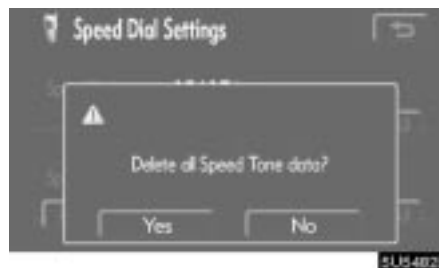 Speed Dial Settings
Delete all Speed Tone data?
Yes No
5U5482